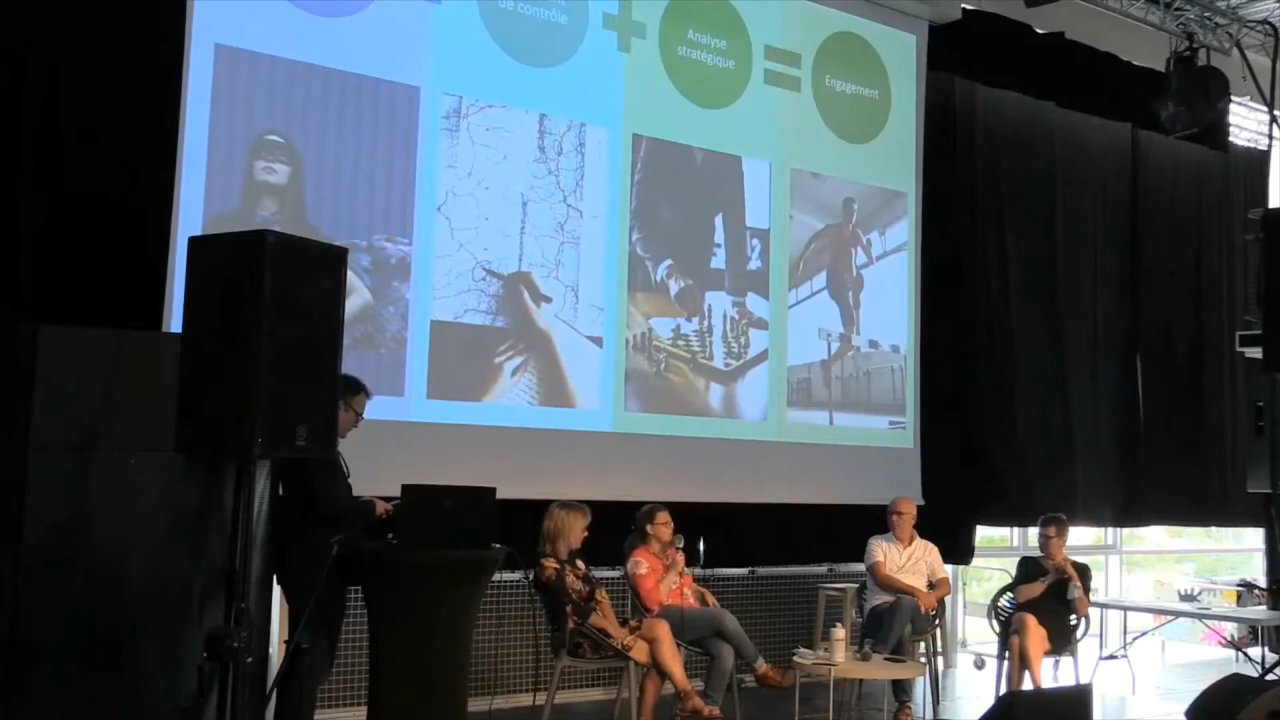 de contrôle
Analyse
stratégique
Engagement